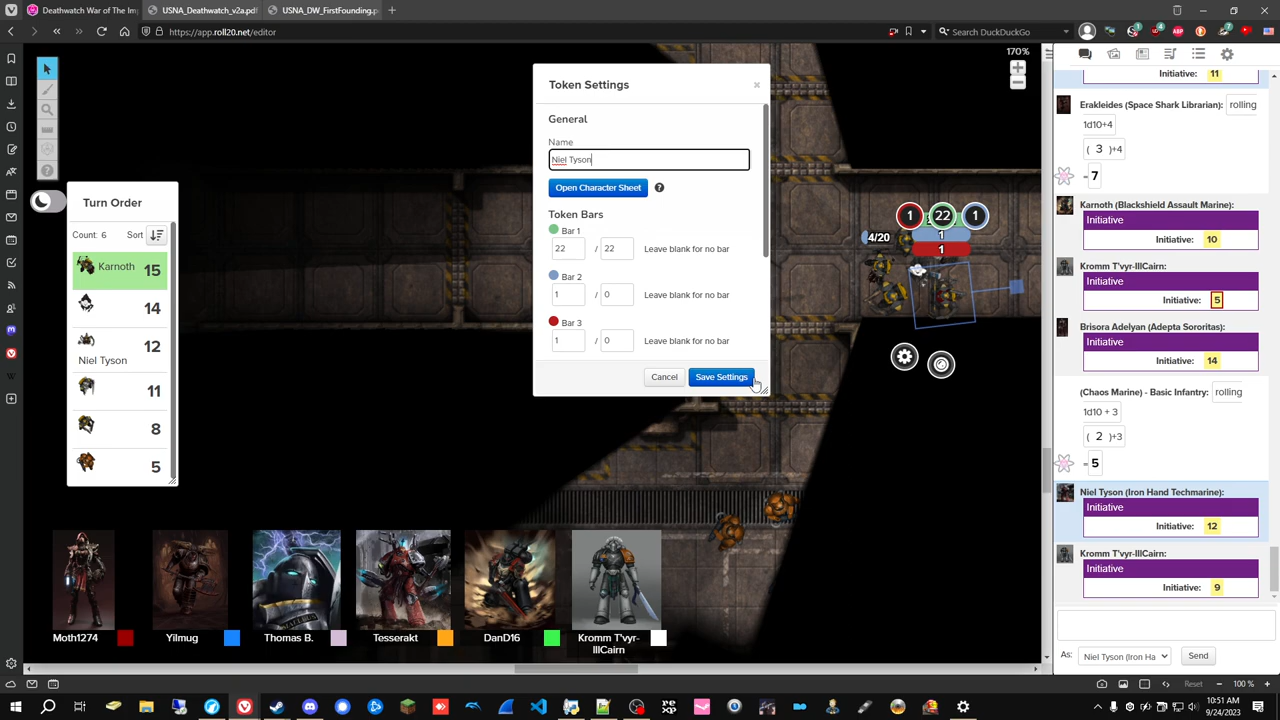 Deathwatch War of The Im
USNA_Deathwatch_v2a.pdf
USNA_DW_FirstFounding.p
https://app.roll20.net/editor
Search DuckDuckGo
170%
Turn Order
Count: 6
Sort
Karnoth
15
14
12
Niel Tyson
11
8
5
Token Settings
General
Name
Niel Tyson
Open Character Sheet
Token Bars
Bar 1
22 / 22 Leave blank for no bar
Bar 2
1 / 0 Leave blank for no bar
Bar 3
1 / 0 Leave blank for no bar
Cancel
Save Settings
1
22
1
4/20
1
1
Moth1274
Yilmug
Thomas B.
Tesserakt
DanD16
Kromm T'vyr-
IllCairn
Initiative: 11
Erakleides (Space Shark Librarian): rolling
1d10+4
( 3 )+4
= 7
Karnoth (Blackshield Assault Marine):
Initiative
Initiative: 10
Kromm T'vyr-IllCairn:
Initiative
Initiative: 5
Brisora Adelyan (Adepta Sororitas):
Initiative
Initiative: 14
(Chaos Marine) - Basic Infantry: rolling
1d10 + 3
( 2 )+3
= 5
Niel Tyson (Iron Hand Techmarine):
Initiative
Initiative: 12
Kromm T'vyr-IllCairn:
Initiative
Initiative: 9
As: Niel Tyson (Iron Ha
Send
Reset
100 %
10:51 AM
9/24/2023